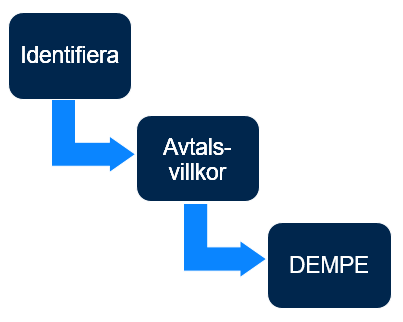 Identifiera
Avtals-
villkor
DEMPE